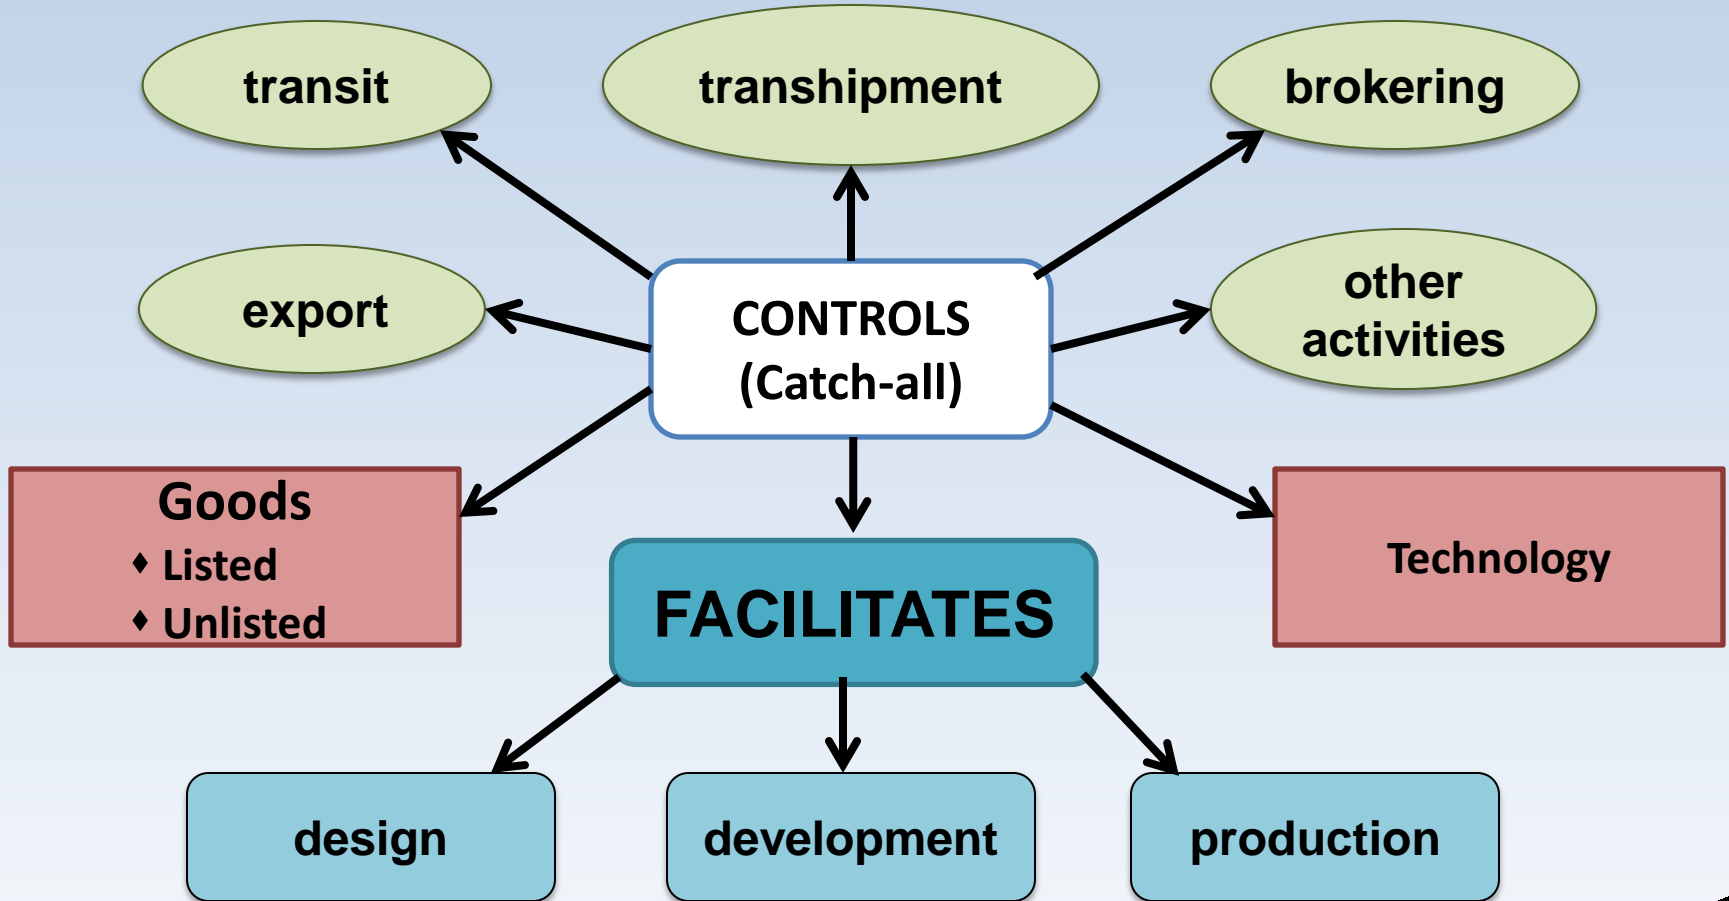 transit
transhipment
brokering
export
CONTROLS
(Catch-all)
other
activities
Goods
♦ Listed
♦ Unlisted
Technology
FACILITATES
design
development
production